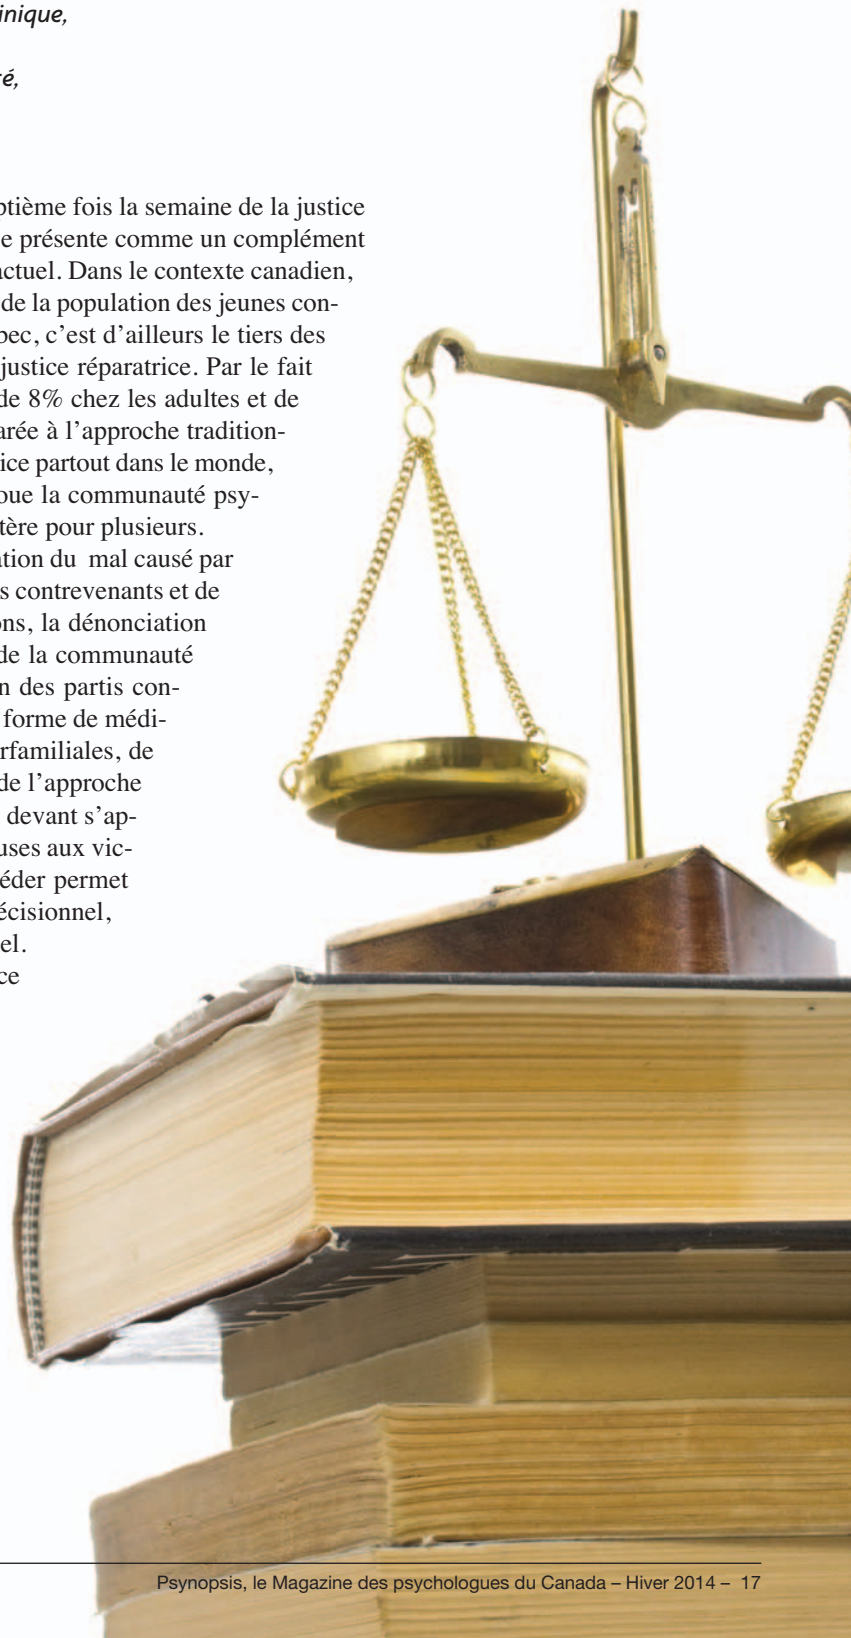 inique,
é,
ptième fois la semaine de la justice
e présente comme un complément
actuel. Dans le contexte canadien,
de la population des jeunes con-
bec, c'est d'ailleurs le tiers des
justice réparatrice. Par le fait
de 8% chez les adultes et de
arée à l'approche tradition-
ice partout dans le monde,
oue la communauté psy-
tère pour plusieurs.
ation du mal causé par
s contrevenants et de
ons, la dénonciation
de la communauté
n des partis con-
forme de médi-
rfamiliales, de
de l'approche
devant s'ap-
uses aux vic-
éder permet
écisionnel,
el.
ce
Psynopsis, le Magazine des psychologues du Canada – Hiver 2014 – 17